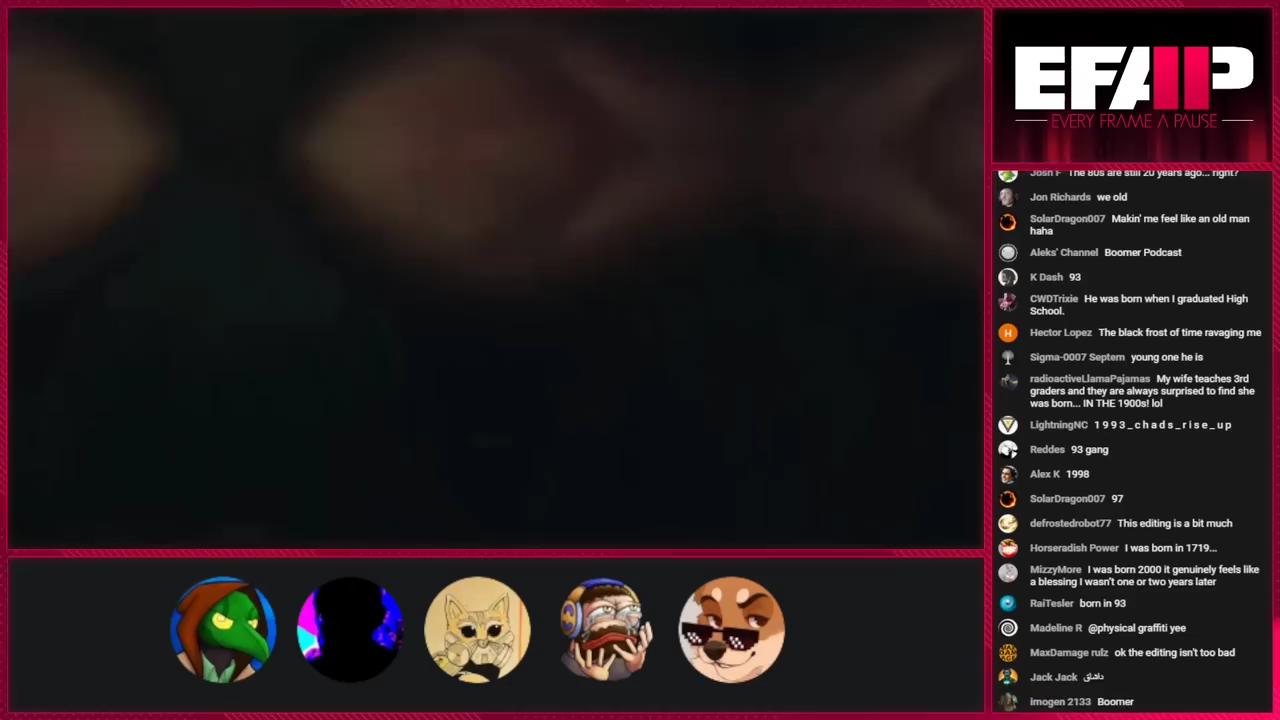 EFAP
EVERY FRAME A PAUSE
Josh F The 80s are still 20 years ago... right?
Jon Richards we old
SolarDragon007 Makin' me feel like an old man
haha
Aleks' Channel Boomer Podcast
K Dash 93
CWDTrixie He was born when I graduated High
School.
H
Hector Lopez The black frost of time ravaging me
Sigma-0007 Septem young one he is
radioactiveLlamaPajamas My wife teaches 3rd
graders and they are always surprised to find she
was born... IN THE 1900s! lol
LightningNC 1 9 9 3 _ c h a d s _ r i s e _ u p
Reddes 93 gang
Alex K 1998
SolarDragon007 97
defrostedrobot77 This editing is a bit much
Horseradish Power I was born in 1719...
MizzyMore I was born 2000 it genuinely feels like
a blessing I wasn't one or two years later
RaiTesler born in 93
Madeline R @physical graffiti yee
MaxDamage rulz ok the editing isn't too bad
Jack Jack
imogen 2133 Boomer